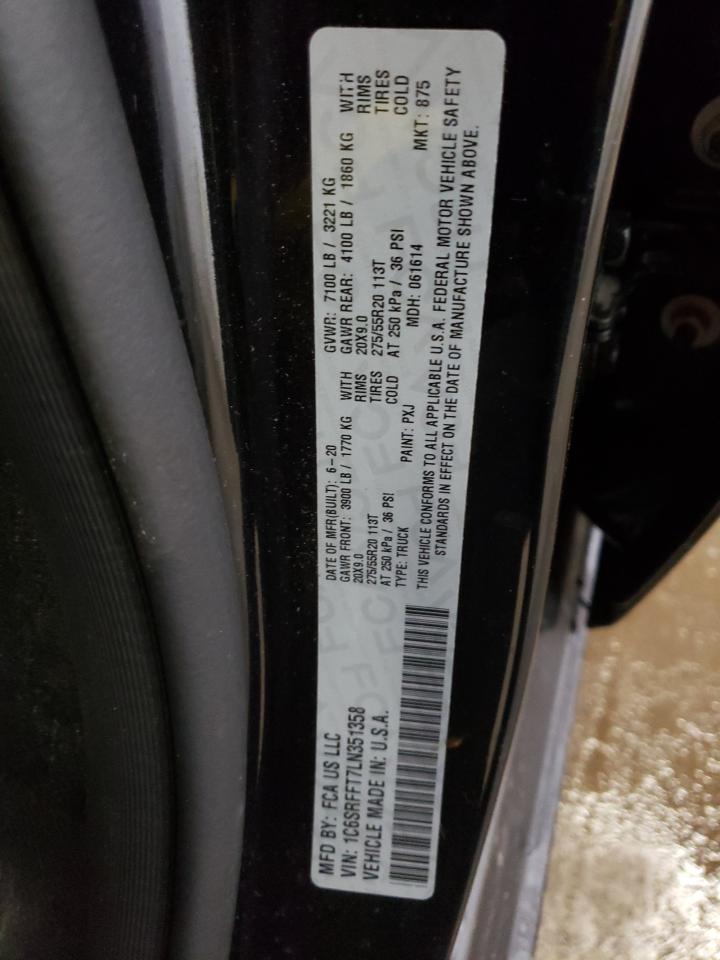 MFD BY: FCA US LLC
VIN: 1C6SRFFT7LN351358
VEHICLE MADE IN: U.S.A.
DATE OF MFR(BUILT): 6-20 GVWR: 7100 LB / 3221 KG
GAWR FRONT: 3900 LB / 1770 KG WITH GAWR REAR: 4100 LB / 1860 KG WITH
20X9.0 RIMS 20X9.0 RIMS
275/55R20 113T TIRES 275/55R20 113T TIRES
AT 250 kPa / 36 PSI COLD AT 250 kPa / 36 PSI COLD
TYPE: TRUCK PAINT: PXJ MDH: 061614 MKT: 875
THIS VEHICLE CONFORMS TO ALL APPLICABLE U.S.A. FEDERAL MOTOR VEHICLE SAFETY
STANDARDS IN EFFECT ON THE DATE OF MANUFACTURE SHOWN ABOVE.